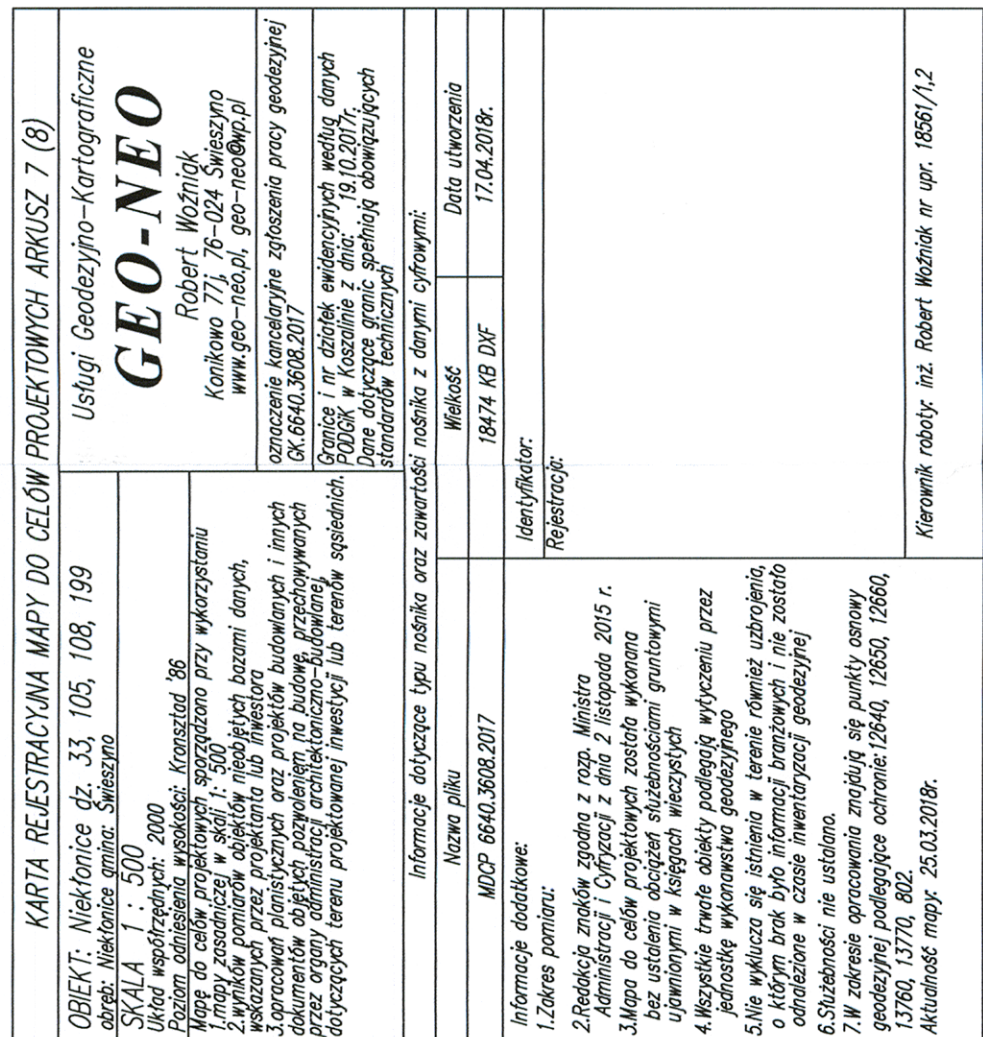 KARTA REJESTRACYJNA MAPY DO CELÓW PROJEKTOWYCH ARKUSZ 7 (8)
OBIEKT: Niekłonice dz. 33, 105, 108, 199
obręb: Niekłonice gmina: Świeszyno
SKALA 1 : 500
Układ współrzędnych: 2000
Poziom odniesienia wysokości: Kronsztad '86
Mapę do celów projektowych sporządzono przy wykorzystaniu
1.mapy zasadniczej w skali 1: 500
2.wyników pomiarów obiektów nieobjętych bazami danych,
wskazanych przez projektanta lub inwestora
3.opracowań planistycznych oraz projektów budowlanych i innych
dokumentów objętych pozwoleniem na budowę, przechowywanych
przez organy administracji architektoniczno-budowlanej,
dotyczących terenu projektowanej inwestycji lub terenów sąsiednich.
Usługi Geodezyjno-Kartograficzne
GEO-NEO
Robert Woźniak
Konikowo 77j, 76-024 Świeszyno
www.geo-neo.pl, geo-neo@wp.pl
oznaczenie kancelaryjne zgłoszenia pracy geodezyjnej
GK.6640.3608.2017
Granice i nr działek ewidencyjnych według danych
PODGiK w Koszalinie z dnia: 19.10.2017r.
Dane dotyczące granic spełniają obowiązujących
standardów technicznych
Informacje dotyczące typu nośnika oraz zawartości nośnika z danymi cyfrowymi:
Nazwa pliku Wielkość Data utworzenia
MDCP 6640.3608.2017 18474 KB DXF 17.04.2018r.
Informacje dodatkowe:
1.Zakres pomiaru:
2.Redakcja znaków zgodna z rozp. Ministra
Administracji i Cyfryzacji z dnia 2 listopada 2015 r.
3.Mapa do celów projektowych została wykonana
bez ustalenia obciążeń służebnościami gruntowymi
ujawnionymi w księgach wieczystych
4.Wszystkie trwałe obiekty podlegają wytyczeniu przez
jednostkę wykonawstwa geodezyjnego
5.Nie wyklucza się istnienia w terenie również uzbrojenia,
o którym brak było informacji branżowych i nie zostało
odnalezione w czasie inwentaryzacji geodezyjnej
6.Służebności nie ustalano.
7.W zakresie opracowania znajdują się punkty osnowy
geodezyjnej podlegające ochronie:12640, 12650, 12660,
13760, 13770, 802.
Aktualność mapy: 25.03.2018r.
Identyfikator:
Rejestracja:
Kierownik roboty: inż. Robert Woźniak nr upr. 18561/1,2